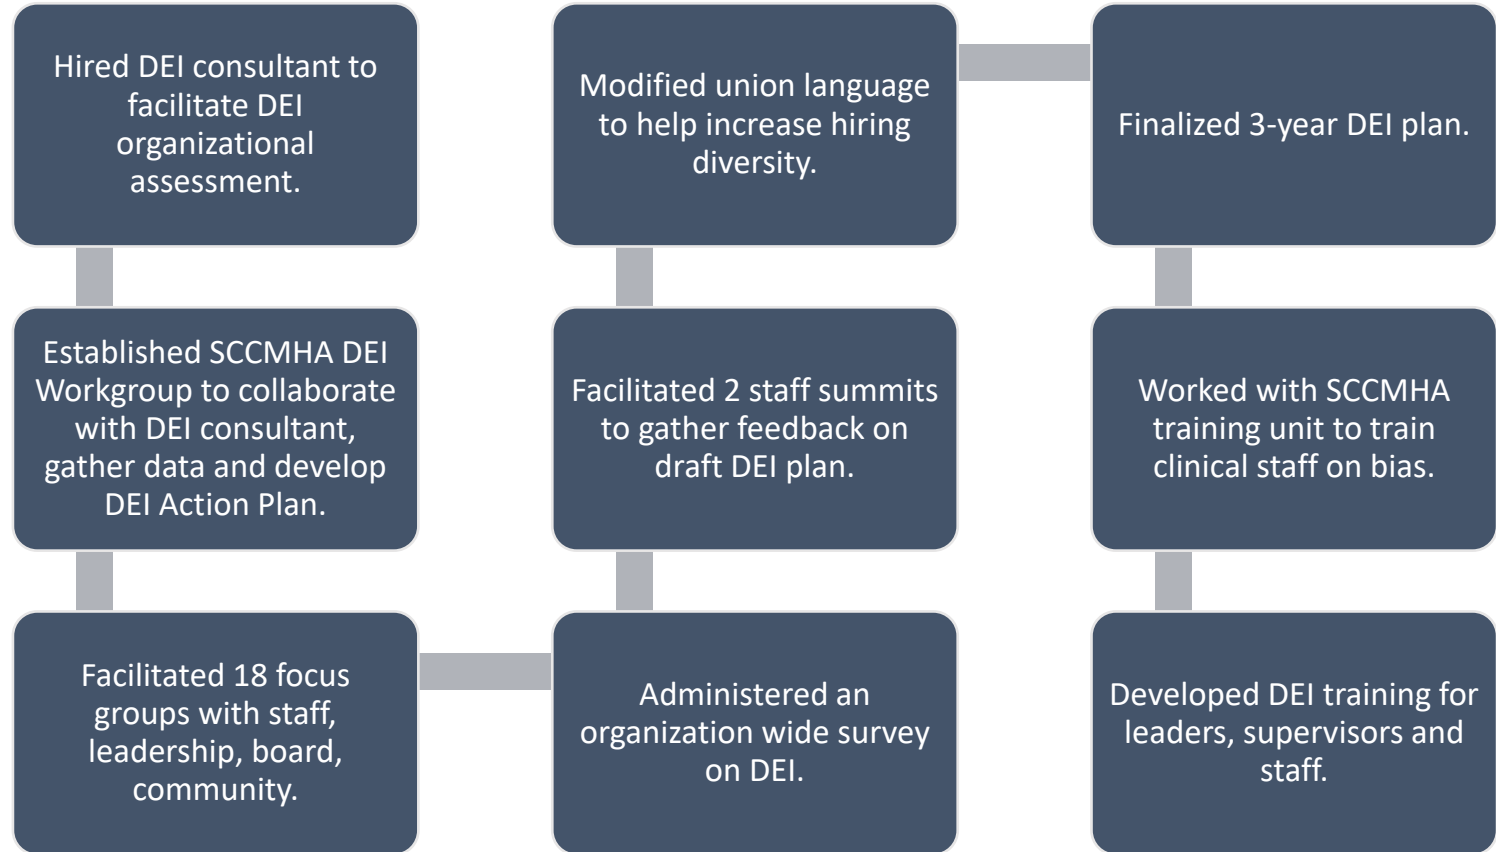 Hired DEI consultant to
facilitate DEI
organizational
assessment.
Established SCCMHA DEI
Workgroup to collaborate
with DEI consultant,
gather data and develop
DEI Action Plan.
Facilitated 18 focus
groups with staff,
leadership, board,
community.
Administered an
organization wide survey
on DEI.
Facilitated 2 staff summits
to gather feedback on
draft DEI plan.
Modified union language
to help increase hiring
diversity.
Finalized 3-year DEI plan.
Worked with SCCMHA
training unit to train
clinical staff on bias.
Developed DEI training for
leaders, supervisors and
staff.